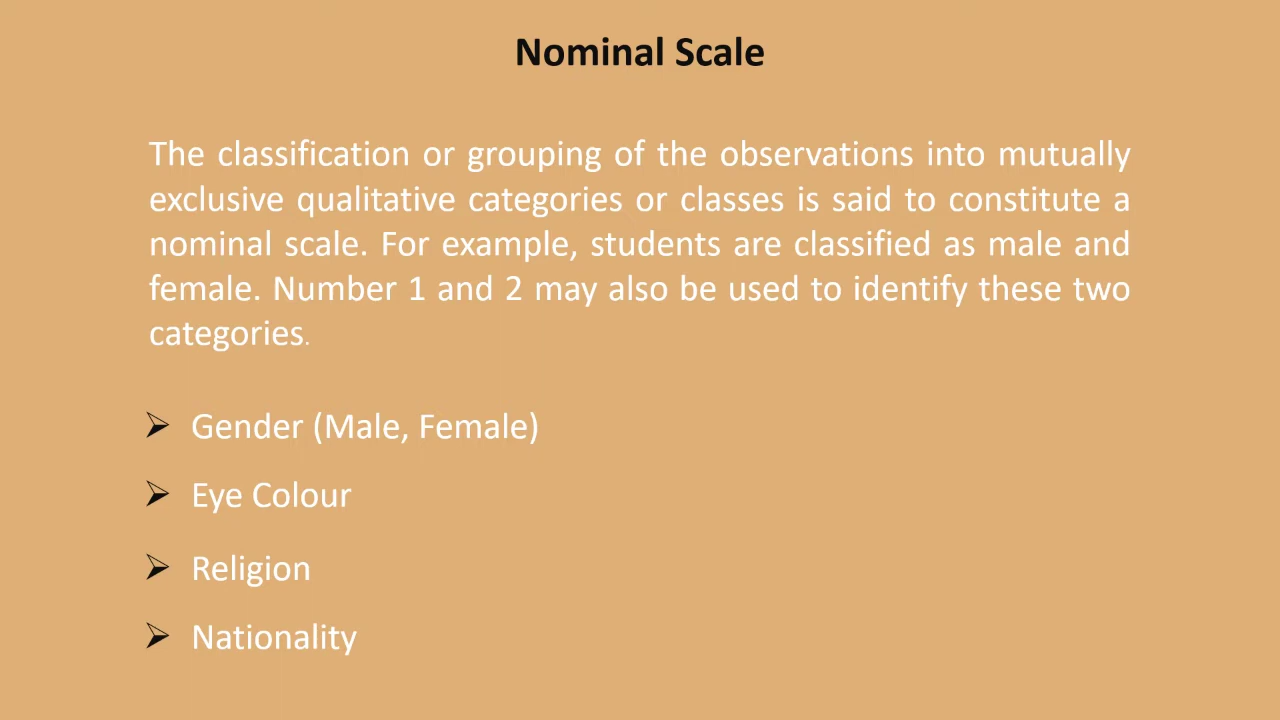 Nominal Scale
The classification or grouping of the observations into mutually
exclusive qualitative categories or classes is said to constitute a
nominal scale. For example, students are classified as male and
female. Number 1 and 2 may also be used to identify these two
categories.
➢ Gender (Male, Female)
➢ Eye Colour
➢ Religion
➢ Nationality